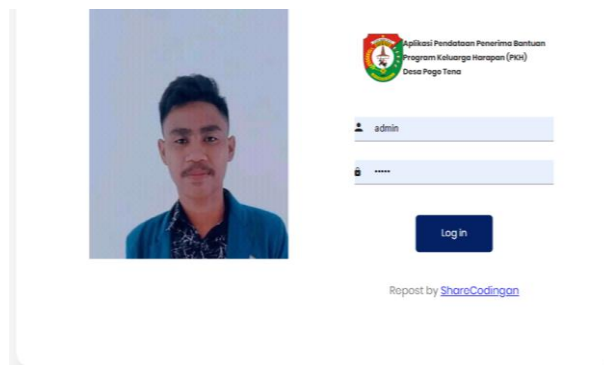 Aplikasi Pendataan Penerima Bantuan
Program Keluarga Harapan (PKH)
Desa Pogo Tena
admin
•••••
Log in
Repost by ShareCodingan